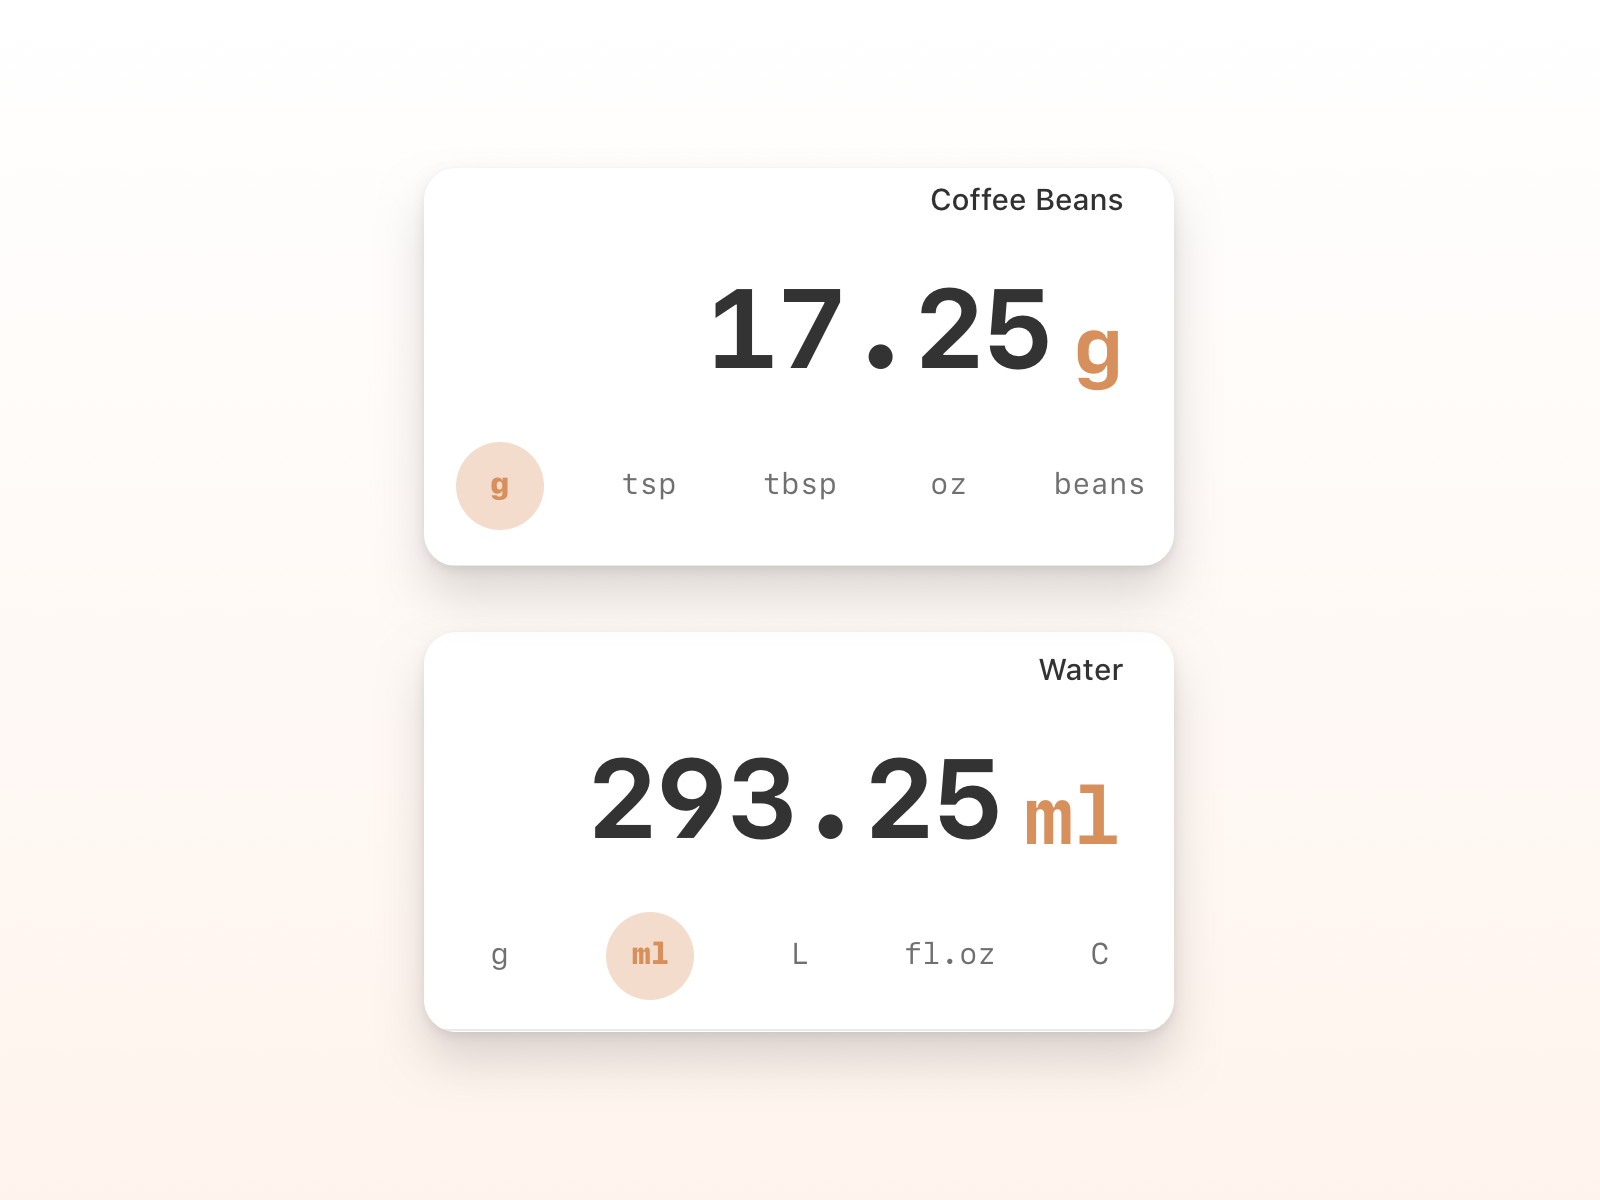 Coffee Beans
17.25 g
g tsp tbsp oz beans
Water
293.25 ml
g ml L fl.oz C